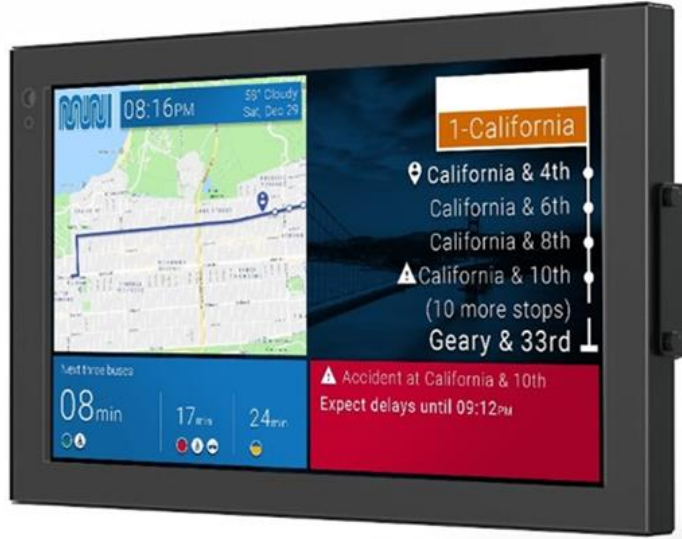 MUNI
08:16PM
59° Cloudy
Sat, Dec 29
1-California
California & 4th
California & 6th
California & 8th
California & 10th
(10 more stops)
Geary & 33rd
Next three buses
08min
17min
24min
Accident at California & 10th
Expect delays until 09:12PM